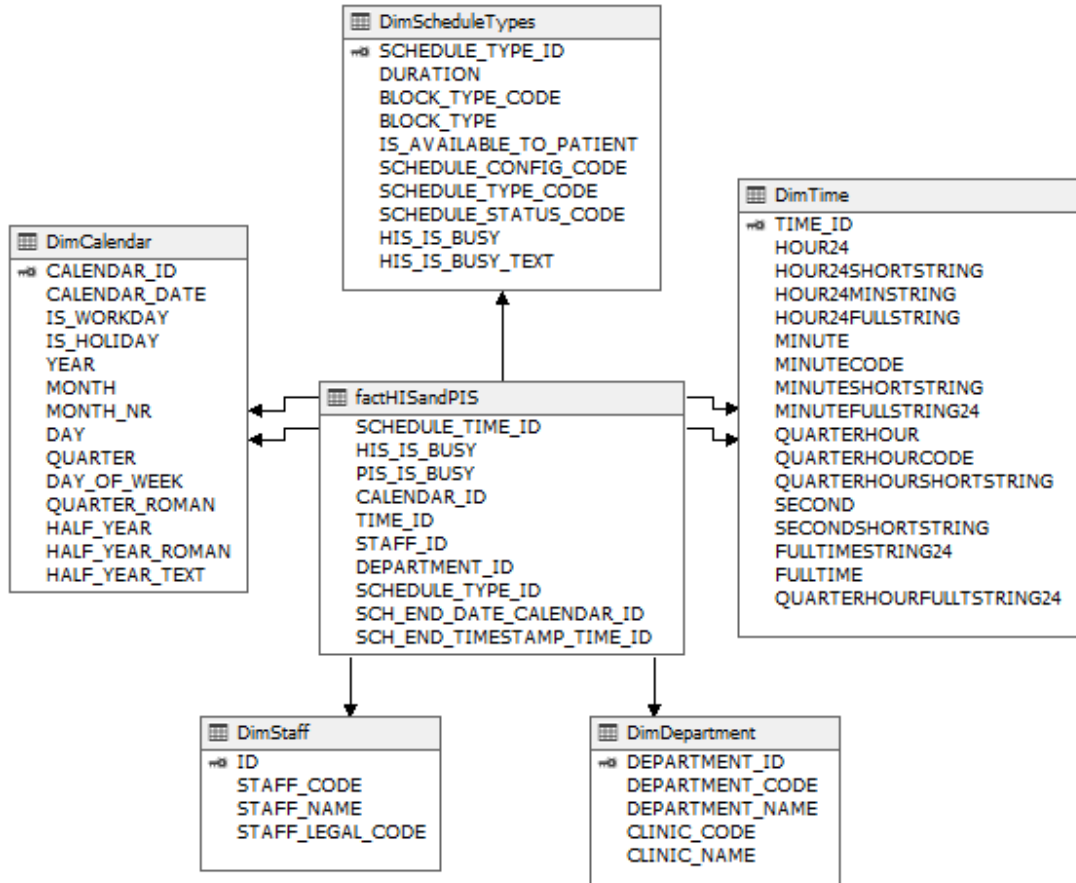 DimScheduleTypes
SCHEDULE_TYPE_ID
DURATION
BLOCK_TYPE_CODE
BLOCK_TYPE
IS_AVAILABLE_TO_PATIENT
SCHEDULE_CONFIG_CODE
SCHEDULE_TYPE_CODE
SCHEDULE_STATUS_CODE
HIS_IS_BUSY
HIS_IS_BUSY_TEXT
DimCalendar
CALENDAR_ID
CALENDAR_DATE
IS_WORKDAY
IS_HOLIDAY
YEAR
MONTH
MONTH_NR
DAY
QUARTER
DAY_OF_WEEK
QUARTER_ROMAN
HALF_YEAR
HALF_YEAR_ROMAN
HALF_YEAR_TEXT
factHISandPIS
SCHEDULE_TIME_ID
HIS_IS_BUSY
PIS_IS_BUSY
CALENDAR_ID
TIME_ID
STAFF_ID
DEPARTMENT_ID
SCHEDULE_TYPE_ID
SCH_END_DATE_CALENDAR_ID
SCH_END_TIMESTAMP_TIME_ID
DimTime
TIME_ID
HOUR24
HOUR24SHORTSTRING
HOUR24MINSTRING
HOUR24FULLSTRING
MINUTE
MINUTECODE
MINUTESHORTSTRING
MINUTEFULLSTRING24
QUARTERHOUR
QUARTERHOURCODE
QUARTERHOURSHORTSTRING
SECOND
SECONDSHORTSTRING
FULLTIMESTRING24
FULLTIME
QUARTERHOURFULLTSTRING24
DimStaff
ID
STAFF_CODE
STAFF_NAME
STAFF_LEGAL_CODE
DimDepartment
DEPARTMENT_ID
DEPARTMENT_CODE
DEPARTMENT_NAME
CLINIC_CODE
CLINIC_NAME